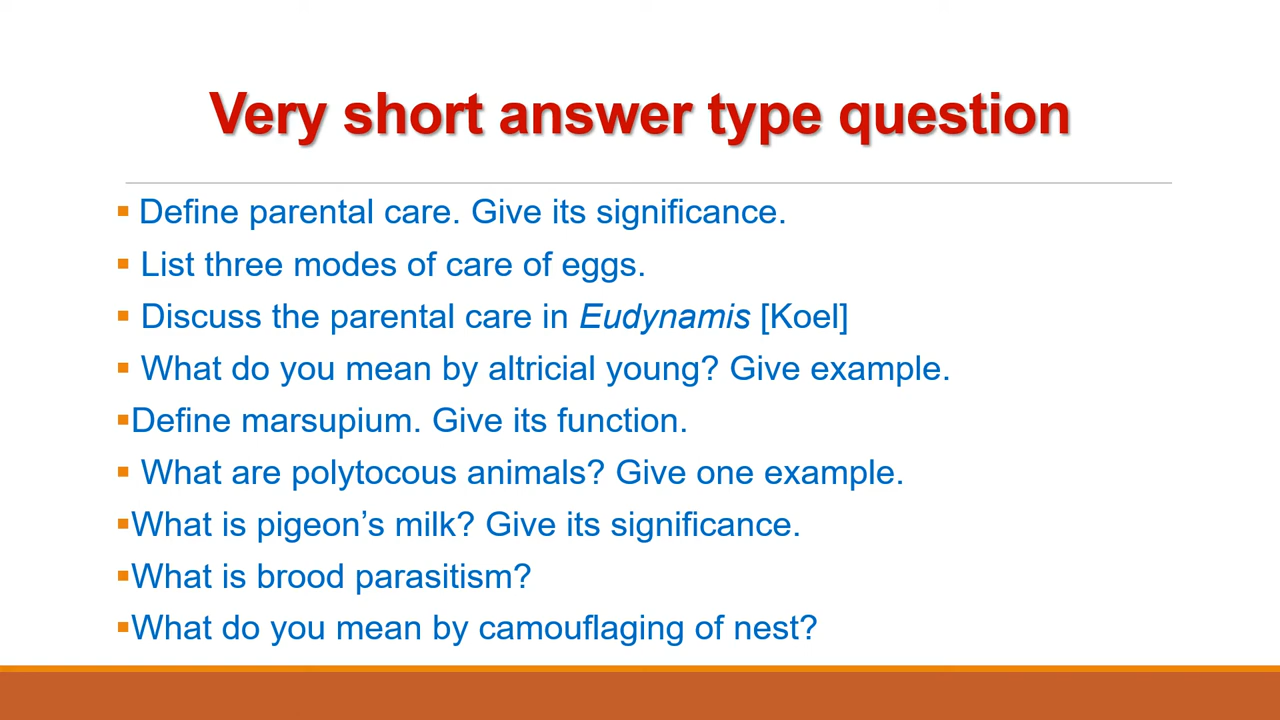 Very short answer type question
▪ Define parental care. Give its significance.
▪ List three modes of care of eggs.
▪ Discuss the parental care in Eudynamis [Koel]
▪ What do you mean by altricial young? Give example.
▪Define marsupium. Give its function.
▪ What are polytocous animals? Give one example.
▪What is pigeon’s milk? Give its significance.
▪What is brood parasitism?
▪What do you mean by camouflaging of nest?